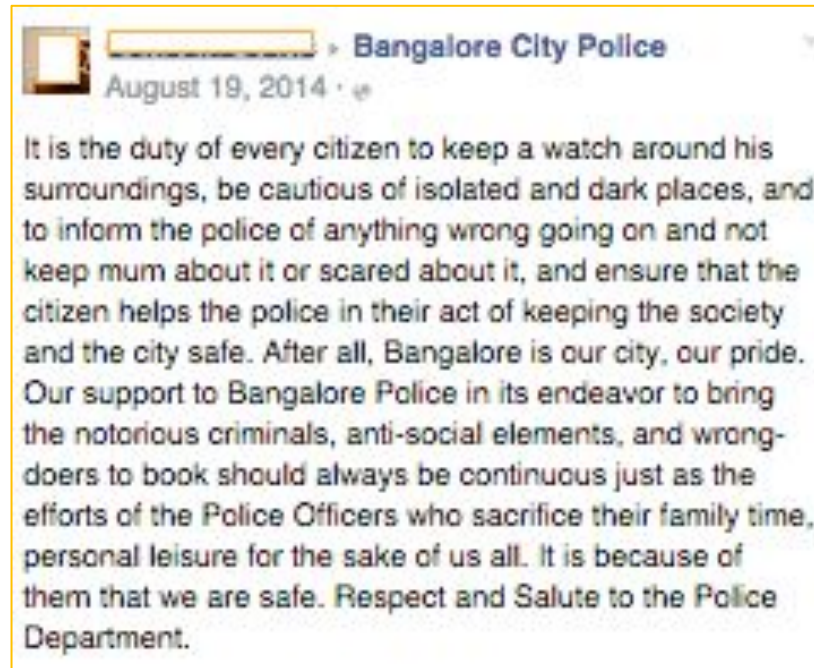 Bangalore City Police
August 19, 2014
It is the duty of every citizen to keep a watch around his
surroundings, be cautious of isolated and dark places, and
to inform the police of anything wrong going on and not
keep mum about it or scared about it, and ensure that the
citizen helps the police in their act of keeping the society
and the city safe. After all, Bangalore is our city, our pride.
Our support to Bangalore Police in its endeavor to bring
the notorious criminals, anti-social elements, and wrong-
doers to book should always be continuous just as the
efforts of the Police Officers who sacrifice their family time,
personal leisure for the sake of us all. It is because of
them that we are safe. Respect and Salute to the Police
Department.